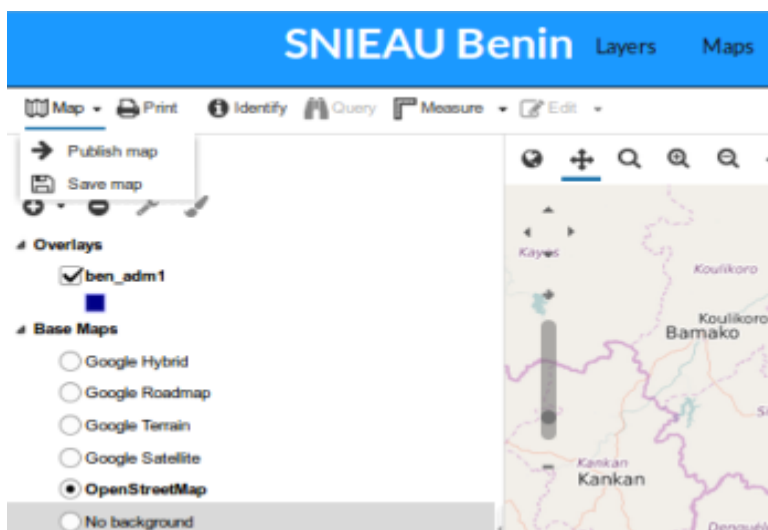 SNIEAU Benin Layers Maps
Map Print Identify Query Measure Edit
Publish map
Save map
Overlays
ben_adm1
Base Maps
Google Hybrid
Google Roadmap
Google Terrain
Google Satellite
OpenStreetMap
No background
Kayes
Koulikoro
Koulikoro
Bamako
Kankan
Kankan